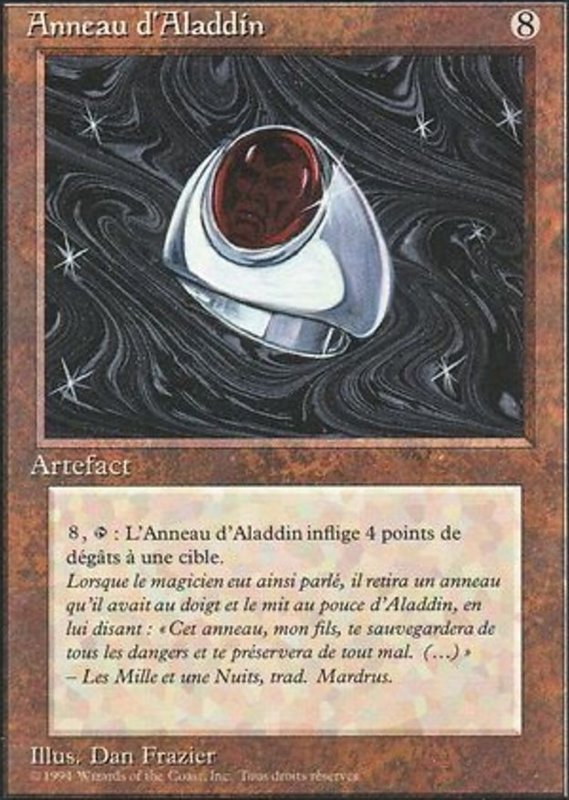 Anneau d'Aladdin
8
Artefact
8, : L'Anneau d'Aladdin inflige 4 points de
dégâts à une cible.
Lorsque le magicien eut ainsi parlé, il retira un anneau
qu'il avait au doigt et le mit au pouce d'Aladdin, en
lui disant : «Cet anneau, mon fils, te sauvegardera de
tous les dangers et te préservera de tout mal. (...)»
– Les Mille et une Nuits, trad. Mardrus.
Illus. Dan Frazier
©1994 Wizards of the Coast, Inc. Tous droits réservés